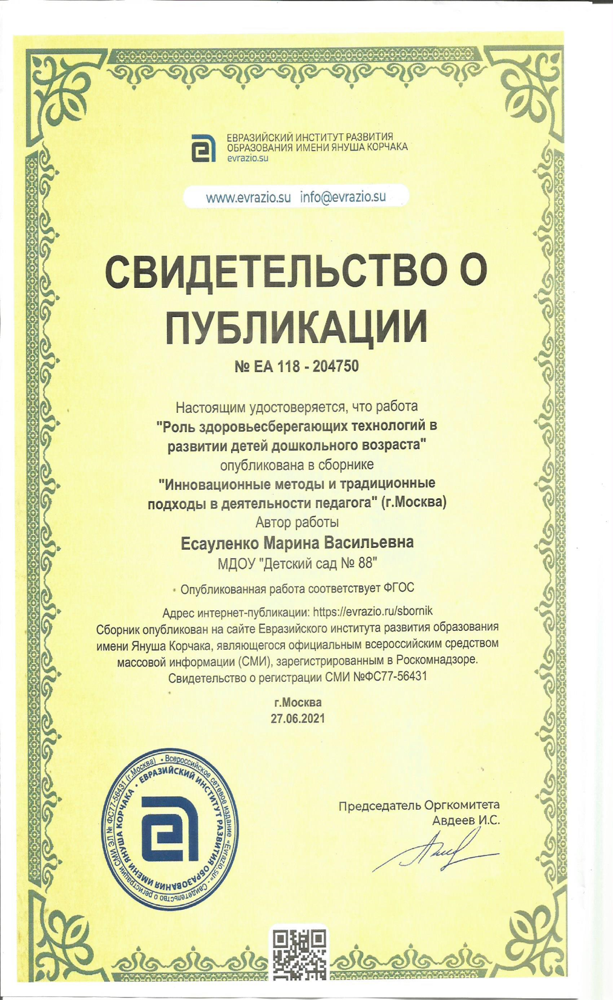 ЕВРАЗИЙСКИЙ ИНСТИТУТ РАЗВИТИЯ
ОБРАЗОВАНИЯ ИМЕНИ ЯНУША КОРЧАКА
evrazio.su
www.evrazio.su info@evrazio.su
СВИДЕТЕЛЬСТВО О
ПУБЛИКАЦИИ
№ ЕА 118 - 204750
Настоящим удостоверяется, что работа
"Роль здоровьесберегающих технологий в
развитии детей дошкольного возраста"
опубликована в сборнике
"Инновационные методы и традиционные
подходы в деятельности педагога" (г.Москва)
Автор работы
Есауленко Марина Васильевна
МДОУ "Детский сад № 88"
Опубликованная работа соответствует ФГОС
Адрес интернет-публикации: https://evrazio.ru/sbornik
Сборник опубликован на сайте Евразийского института развития образования
имени Януша Корчака, являющегося официальным всероссийским средством
массовой информации (СМИ), зарегистрированным в Роскомнадзоре.
Свидетельство о регистрации СМИ №ФС77-56431
г.Москва
27.06.2021
• Всероссийское сетевое издание «Evrazio.su» - Свидетельство о регистрации СМИ ЭЛ № ФС77-56431 (г.Москва)
• ЕВРАЗИЙСКИЙ ИНСТИТУТ РАЗВИТИЯ ОБРАЗОВАНИЯ ИМЕНИ ЯНУША КОРЧАКА
Председатель Оргкомитета
Авдеев И.С.